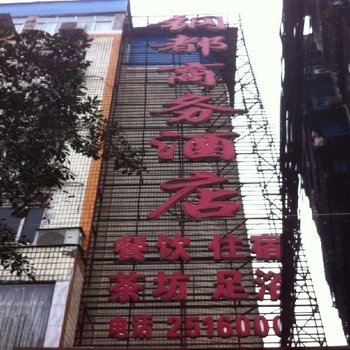 都商务酒店
餐饮 住宿
茶坊 足浴
电话 2516000